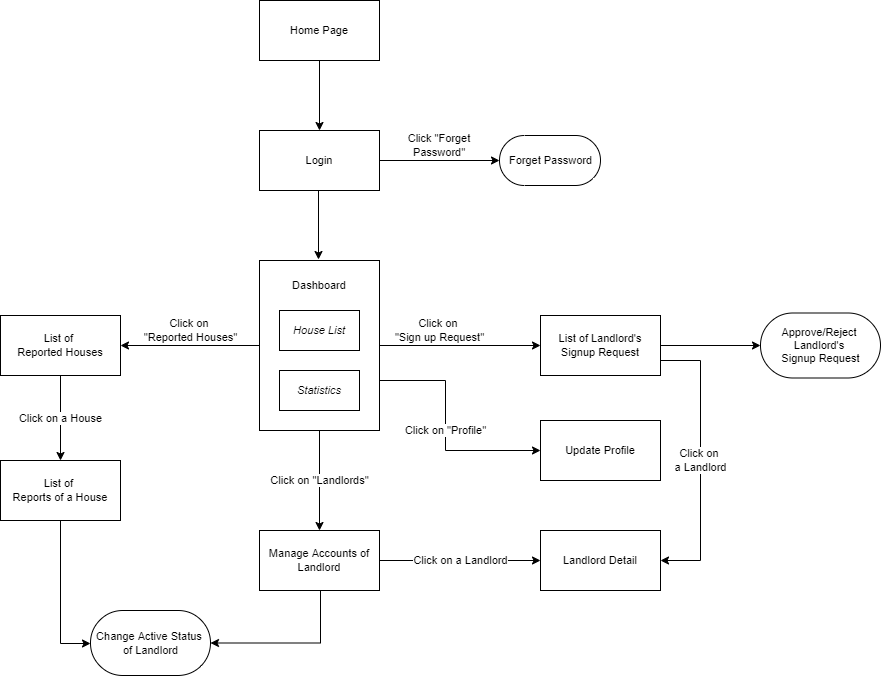 Home Page
Login
Click "Forget
Password"
Forget Password
Dashboard
House List
Statistics
Click on
"Reported Houses"
List of
Reported Houses
Click on
"Sign up Request"
List of Landlord's
Signup Request
Approve/Reject
Landlord's
Signup Request
Click on a House
Click on "Profile"
Update Profile
Click on
a Landlord
List of
Reports of a House
Click on "Landlords"
Manage Accounts of
Landlord
Click on a Landlord
Landlord Detail
Change Active Status
of Landlord